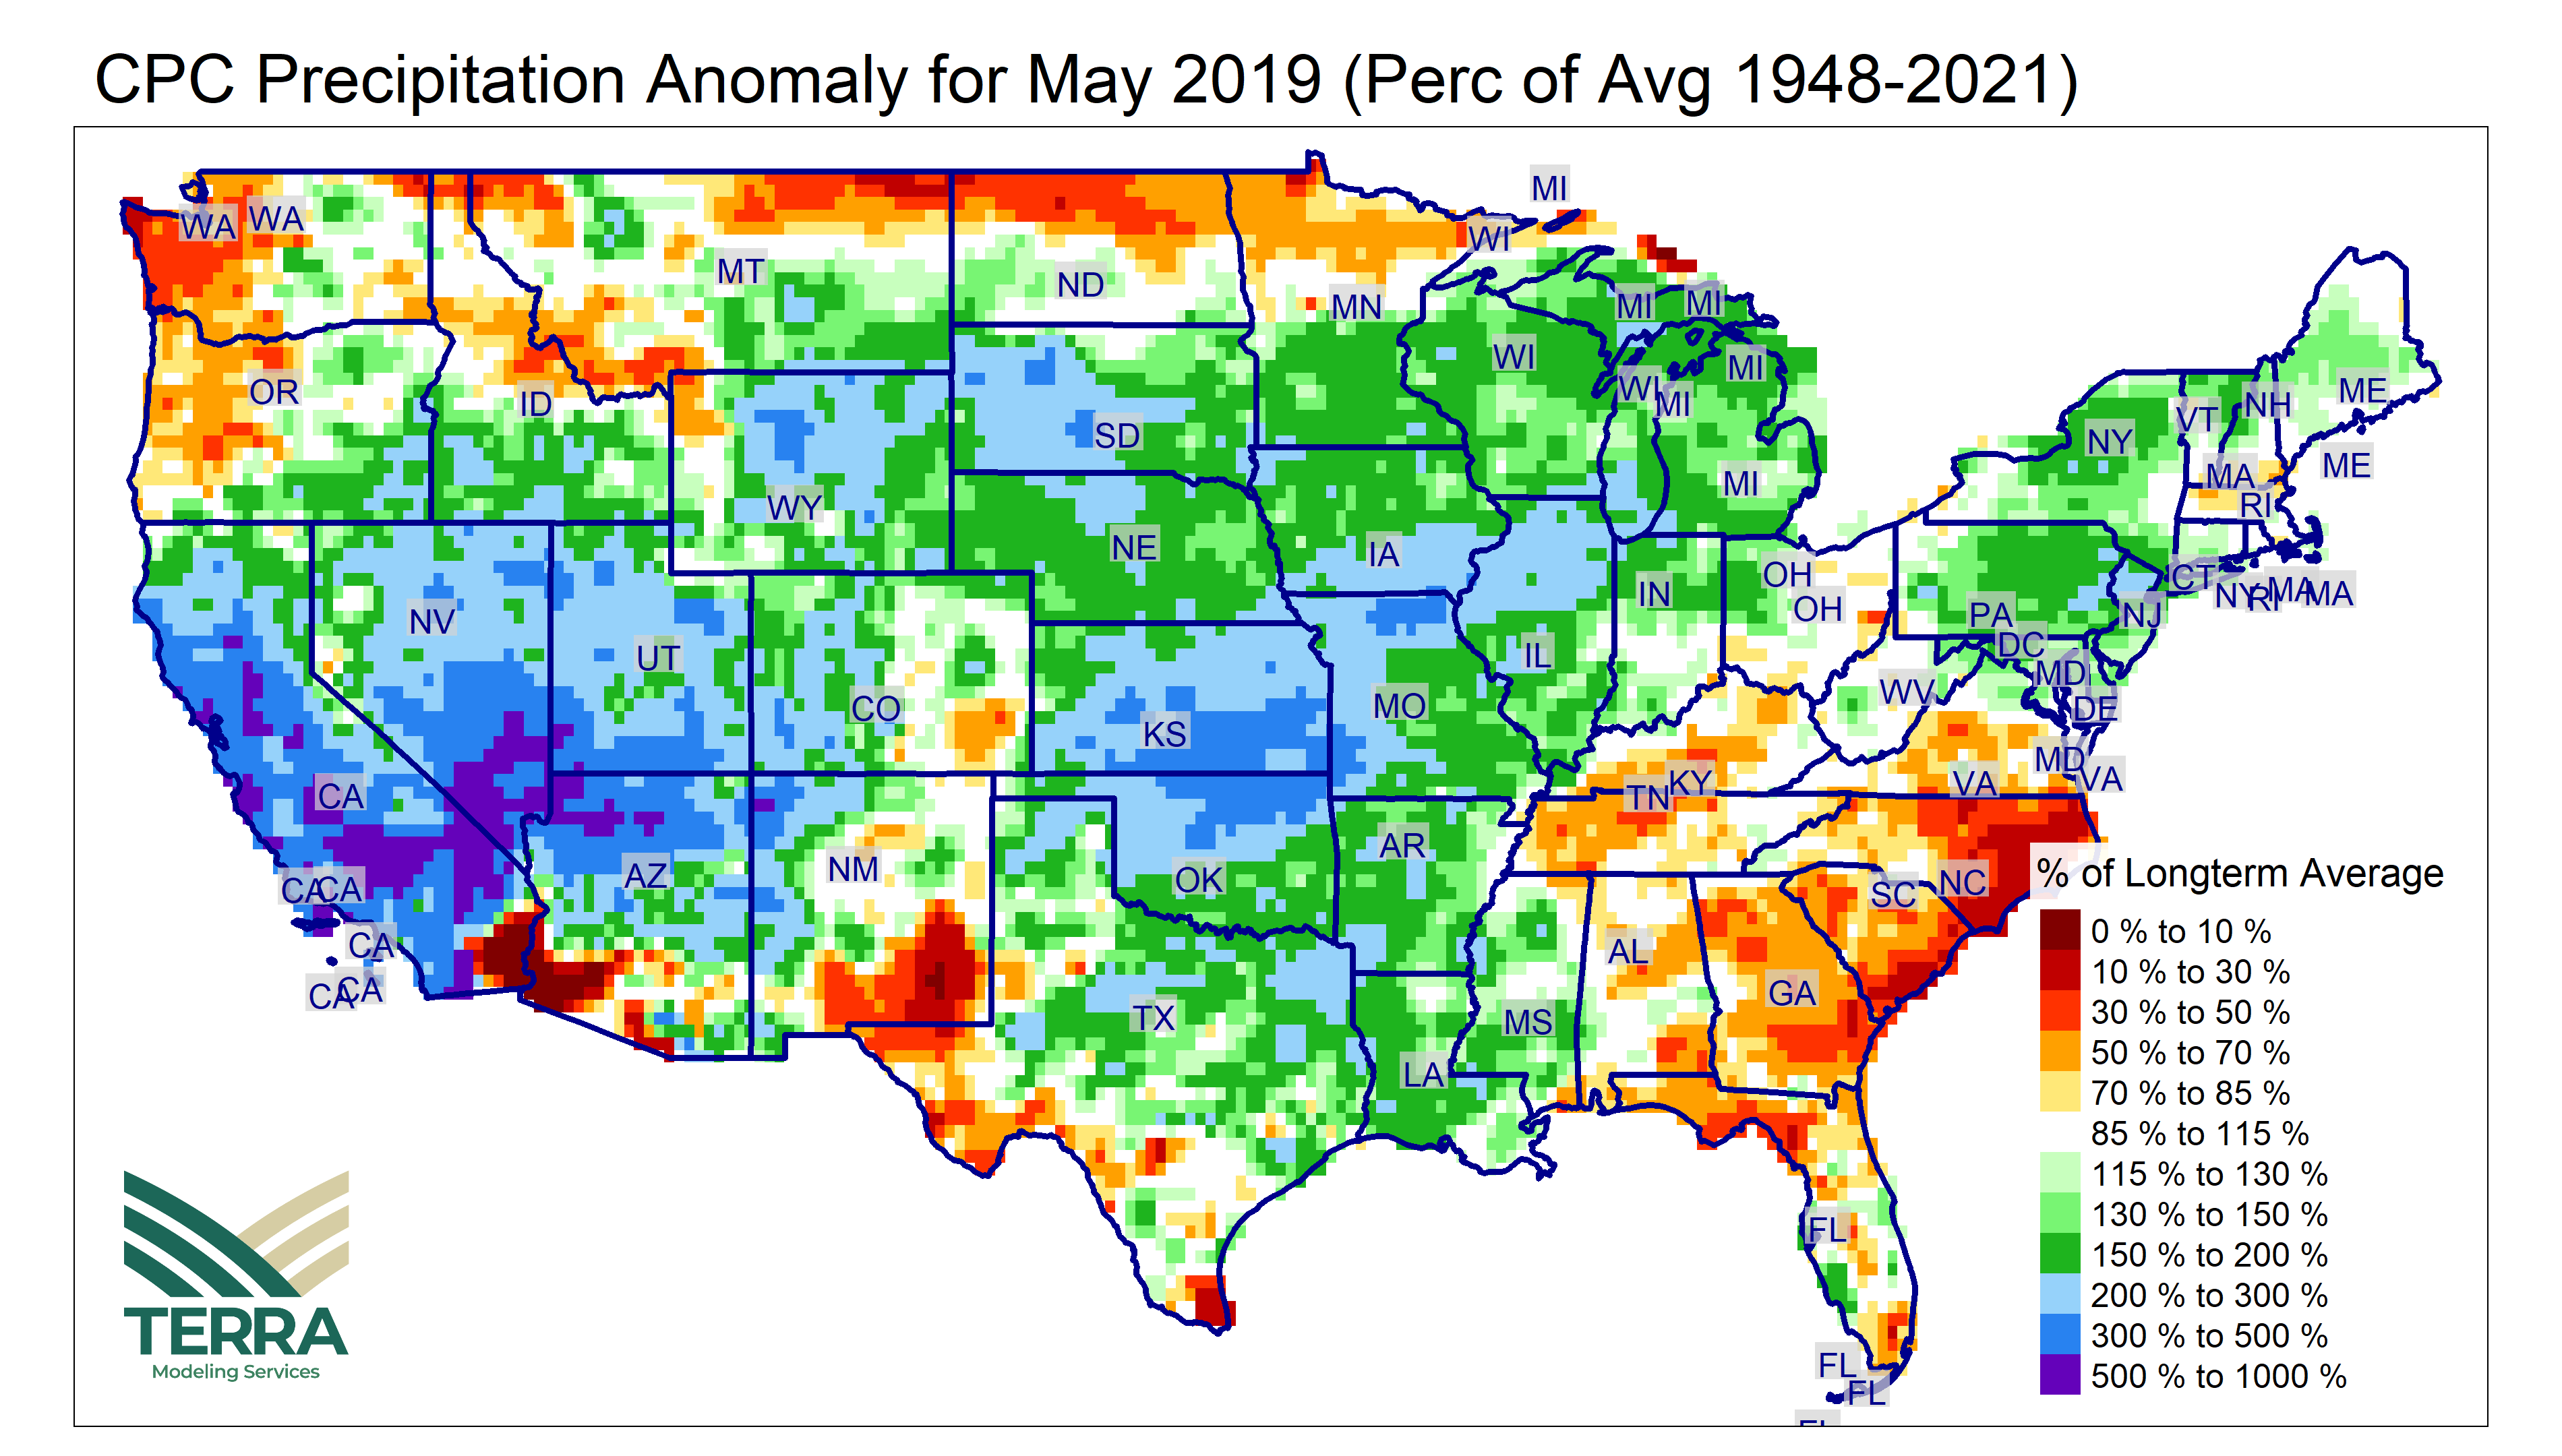 CPC Precipitation Anomaly for May 2019 (Perc of Avg 1948-2021)
MI
WA
WA
WI
MT
ND
MN
MI
MI
WI
MI
OR
ID
SD
WI
MI
MI
VT
NH
ME
NY
ME
MA
RI
WY
NE
IA
IN
OH
OH
CT
NY
RI
MA
MA
NV
UT
IL
PA
NJ
DC
MD
CO
KS
MO
WV
DE
CA
KY
TN
VA
MD
VA
AZ
NM
OK
AR
SC
NC
CA
CA
CA
CA
CA
AL
GA
TX
MS
LA
FL
FL
FL
FL
% of Longterm Average
0 % to 10 %
10 % to 30 %
30 % to 50 %
50 % to 70 %
70 % to 85 %
85 % to 115 %
115 % to 130 %
130 % to 150 %
150 % to 200 %
200 % to 300 %
300 % to 500 %
500 % to 1000 %
TERRA
Modeling Services